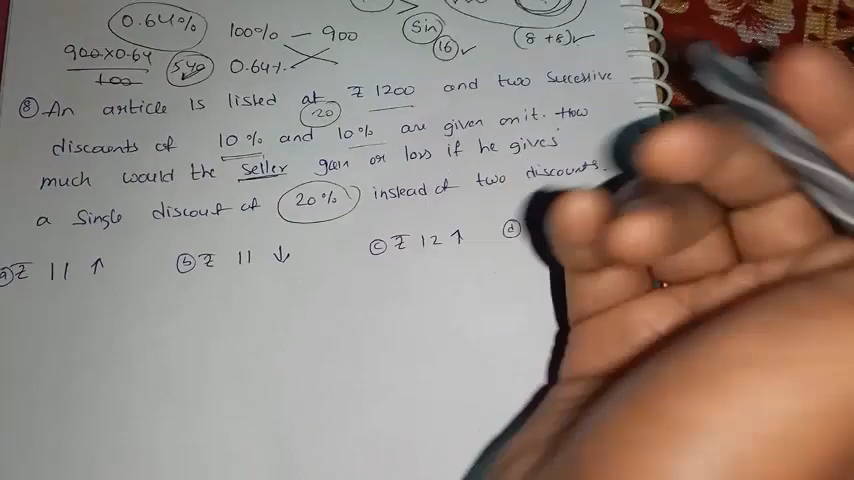 0.64%
100% — 900
Sin
16
(8+8)
900×0.64
100
540
0.64%
⑧ An article is listed at ₹ 1200 and two successive
20
discounts of 10% and 10% are given on it. How
much would the seller gain or loss if he gives
a single discount of 20% instead of two discounts.
ⓐ ₹ 11 ↑ ⓑ ₹ 11 ↓ ⓒ ₹ 12 ↑ ⓓ